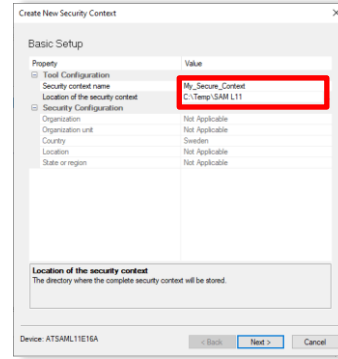 Create New Security Context
Basic Setup
Property Value
Tool Configuration
Security context name My_Secure_Context
Location of the security context C:\Temp\SAM L11
Security Configuration
Organization Not Applicable
Organization unit Not Applicable
Country Sweden
Location Not Applicable
State or region Not Applicable
Location of the security context
The directory where the complete security context will be stored.
Device: ATSAML11E16A < Back Next > Cancel